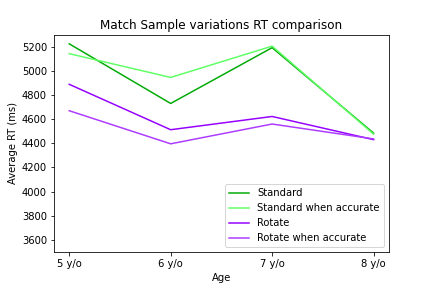 Match Sample variations RT comparison
Average RT (ms)
5200
5000
4800
4600
4400
4200
4000
3800
3600
Standard
Standard when accurate
Rotate
Rotate when accurate
5 y/o 6 y/o 7 y/o 8 y/o
Age